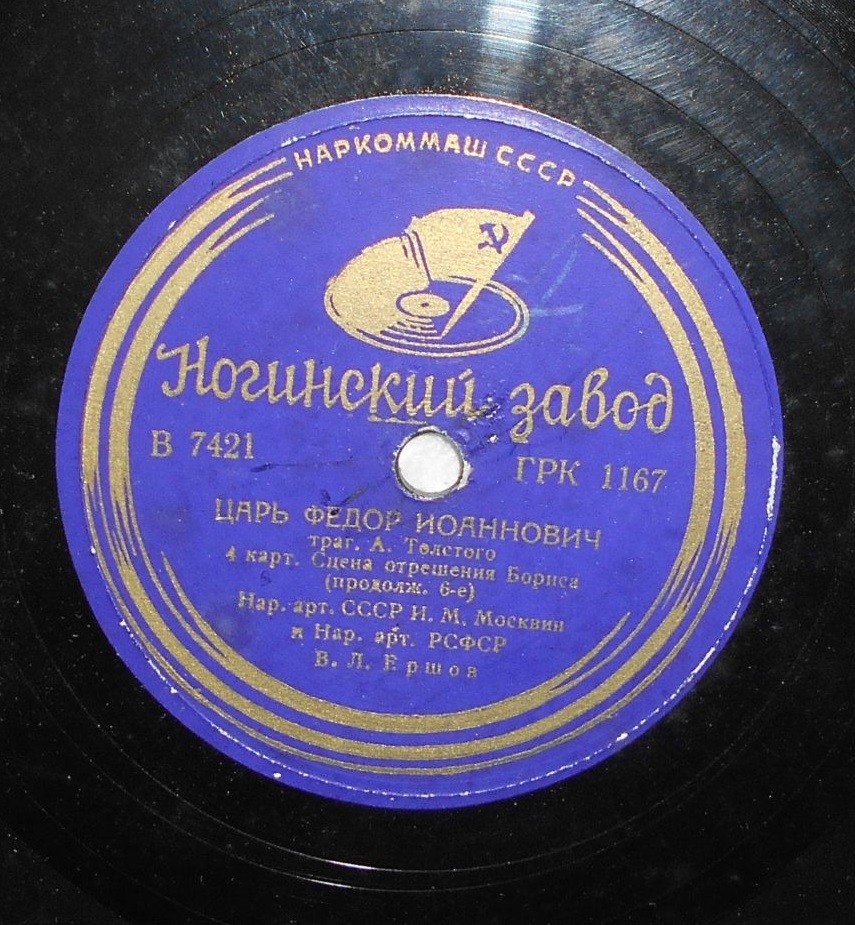 НАРКОММАШ СССР
Ногинский завод
В 7421
ГРК 1167
ЦАРЬ ФЕДОР ИОАННОВИЧ
траг. А. Толстого
4 карт. Сцена отрешения Бориса
(продолж. 6-е)
Нар. арт. СССР И. М. Москвин
и Нар. арт. РСФСР
В. Л. Ершов